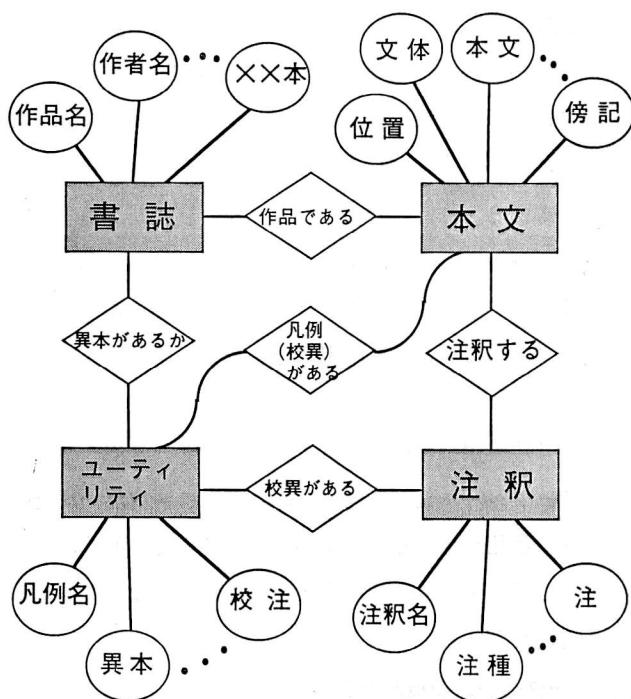 文体
本文
作者名
××本
作品名
位置
傍記
書誌
作品である
本文
異本があるか
凡例
(校異)
がある
注釈する
ユーティ
リティ
校異がある
注釈
凡例名
校注
注釈名
注
異本
注種